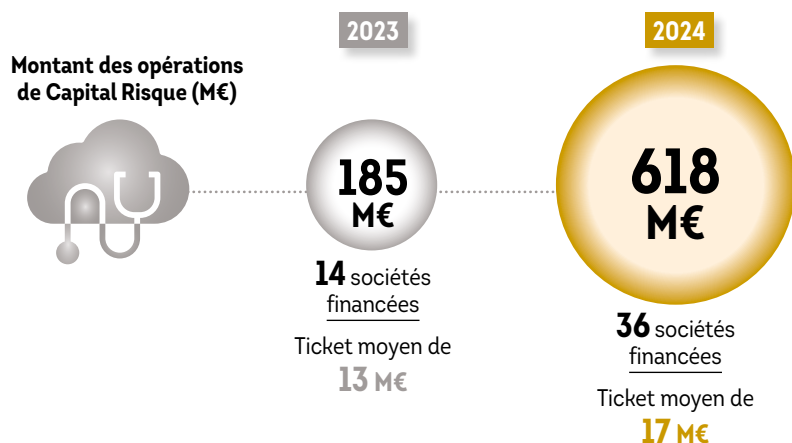 Montant des opérations
de Capital Risque (M€)
2023
185
M€
14 sociétés
financées
Ticket moyen de
13 M€
2024
618
M€
36 sociétés
financées
Ticket moyen de
17 M€